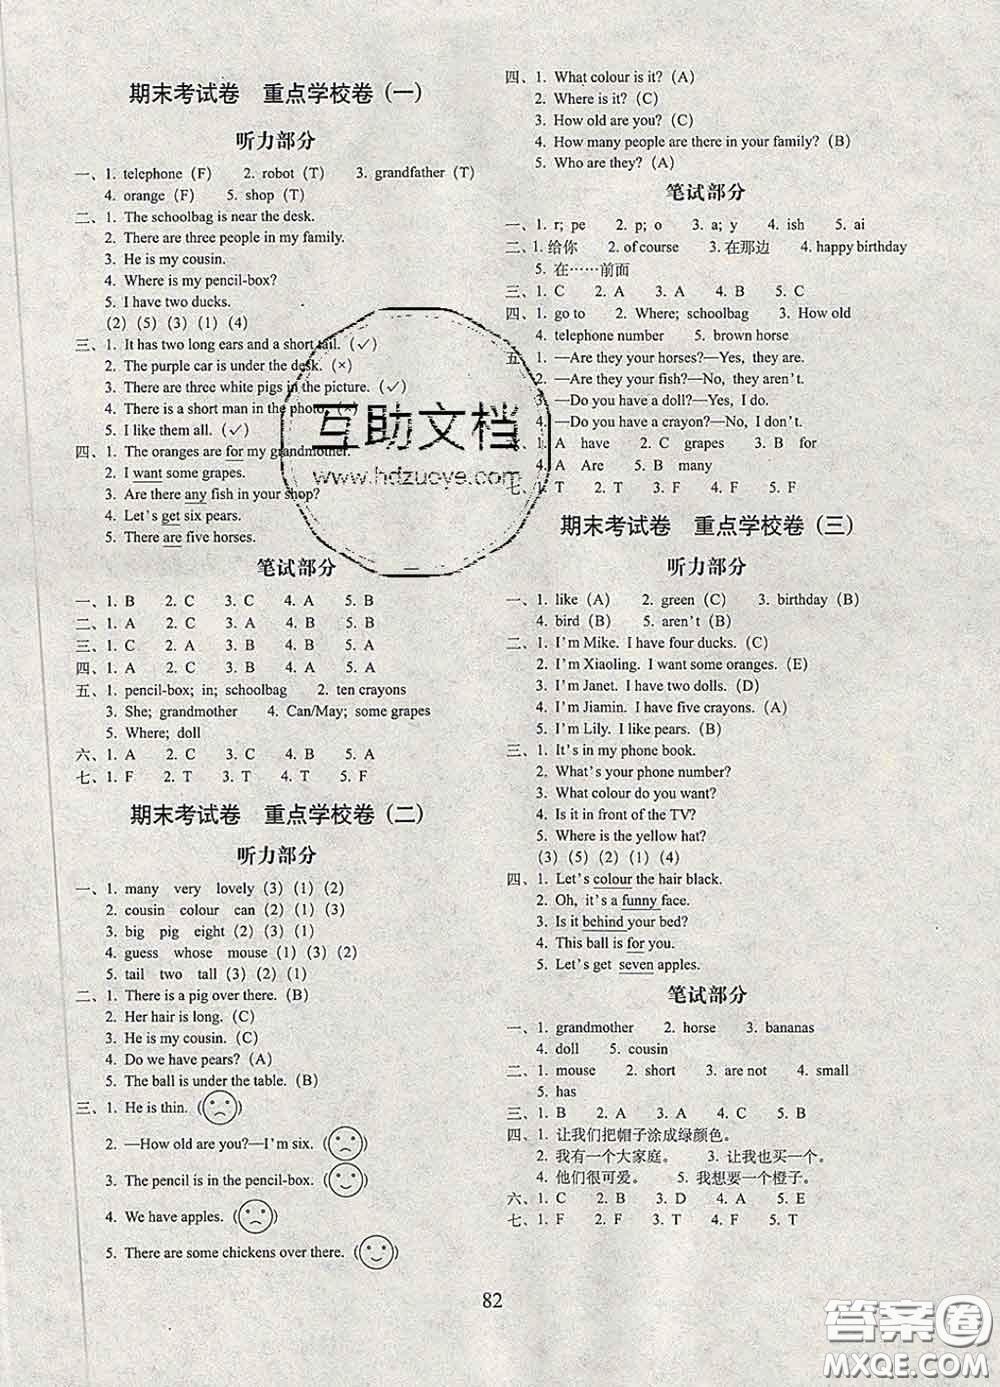 期末考试卷 重点学校卷 (一)
听力部分
一、1. telephone (F) 2. robot (T) 3. grandfather (T)
4. orange (F) 5. shop (T)
二、1. The schoolbag is near the desk.
2. There are three people in my family.
3. He is my cousin.
4. Where is my pencil-box?
5. I have two ducks.
(2) (5) (3) (1) (4)
三、1. It has two long ears and a short tail. (✓)
2. The purple car is under the desk. (×)
3. There are three white pigs in the picture. (✓)
4. There is a short man in the photo. (×)
5. I like them all. (✓)
四、1. The oranges are for my grandmother.
2. I want some grapes.
3. Are there any fish in your shop?
4. Let's get six pears.
5. There are five horses.
笔试部分
一、1. B 2. C 3. C 4. A 5. B
二、1. A 2. C 3. A 4. B 5. B
三、1. C 2. A 3. B 4. B 5. A
四、1. A 2. C 3. B 4. C 5. A
五、1. pencil-box; in; schoolbag 2. ten crayons
3. She; grandmother 4. Can/May; some grapes
5. Where; doll
六、1. A 2. C 3. C 4. B 5. A
七、1. F 2. T 3. T 4. T 5. F
期末考试卷 重点学校卷 (二)
听力部分
一、1. many very lovely (3) (1) (2)
2. cousin colour can (2) (1) (3)
3. big pig eight (2) (3) (1)
4. guess whose mouse (1) (3) (2)
5. tail two tall (3) (2) (1)
二、1. There is a pig over there. (B)
2. Her hair is long. (C)
3. He is my cousin. (C)
4. Do we have pears? (A)
5. The ball is under the table. (B)
三、1. He is thin. ( )
2. —How old are you?—I'm six. ( )
3. The pencil is in the pencil-box. ( )
4. We have apples. ( )
5. There are some chickens over there. ( )
四、1. What colour is it? (A)
2. Where is it? (C)
3. How old are you? (C)
4. How many people are there in your family? (B)
5. Who are they? (A)
笔试部分
一、1. r; pe 2. p; o 3. a; y 4. ish 5. ai
二、1. 给你 2. of course 3. 在那边 4. happy birthday
5. 在……前面
三、1. C 2. A 3. A 4. B 5. C
四、1. go to 2. Where; schoolbag 3. How old
4. telephone number 5. brown horse
五、1. —Are they your horses?—Yes, they are.
2. —Are they your fish?—No, they aren't.
3. —Do you have a doll?—Yes, I do.
4. —Do you have a crayon?—No, I don't.
六、1. A have 2. C grapes 3. B for
4. A Are 5. B many
七、1. T 2. F 3. F 4. T 5. T
期末考试卷 重点学校卷 (三)
听力部分
一、1. like (A) 2. green (C) 3. birthday (B)
4. bird (B) 5. aren't (B)
二、1. I'm Mike. I have four ducks. (C)
2. I'm Xiaoling. I want some oranges. (E)
3. I'm Janet. I have two dolls. (D)
4. I'm Jiamin. I have five crayons. (A)
5. I'm Lily. I like pears. (B)
三、1. It's in my phone book.
2. What's your phone number?
3. What colour do you want?
4. Is it in front of the TV?
5. Where is the yellow hat?
(3) (5) (2) (1) (4)
四、1. Let's colour the hair black.
2. Oh, it's a funny face.
3. Is it behind your bed?
4. This ball is for you.
5. Let's get seven apples.
笔试部分
一、1. grandmother 2. horse 3. bananas
4. doll 5. cousin
二、1. mouse 2. short 3. are not 4. small
5. has
三、1. B 2. A 3. A 4. C 5. B
四、1. 让我们把帽子涂成绿颜色。
2. 我有一个大家庭。 3. 让我也买一个。
4. 他们很可爱。 5. 我想要一个橙子。
六、1. C 2. B 3. D 4. A 5. E
七、1. F 2. F 3. T 4. F 5. T
82
互助文档
www.hdzuoye.com
答案圈
MXQE.COM